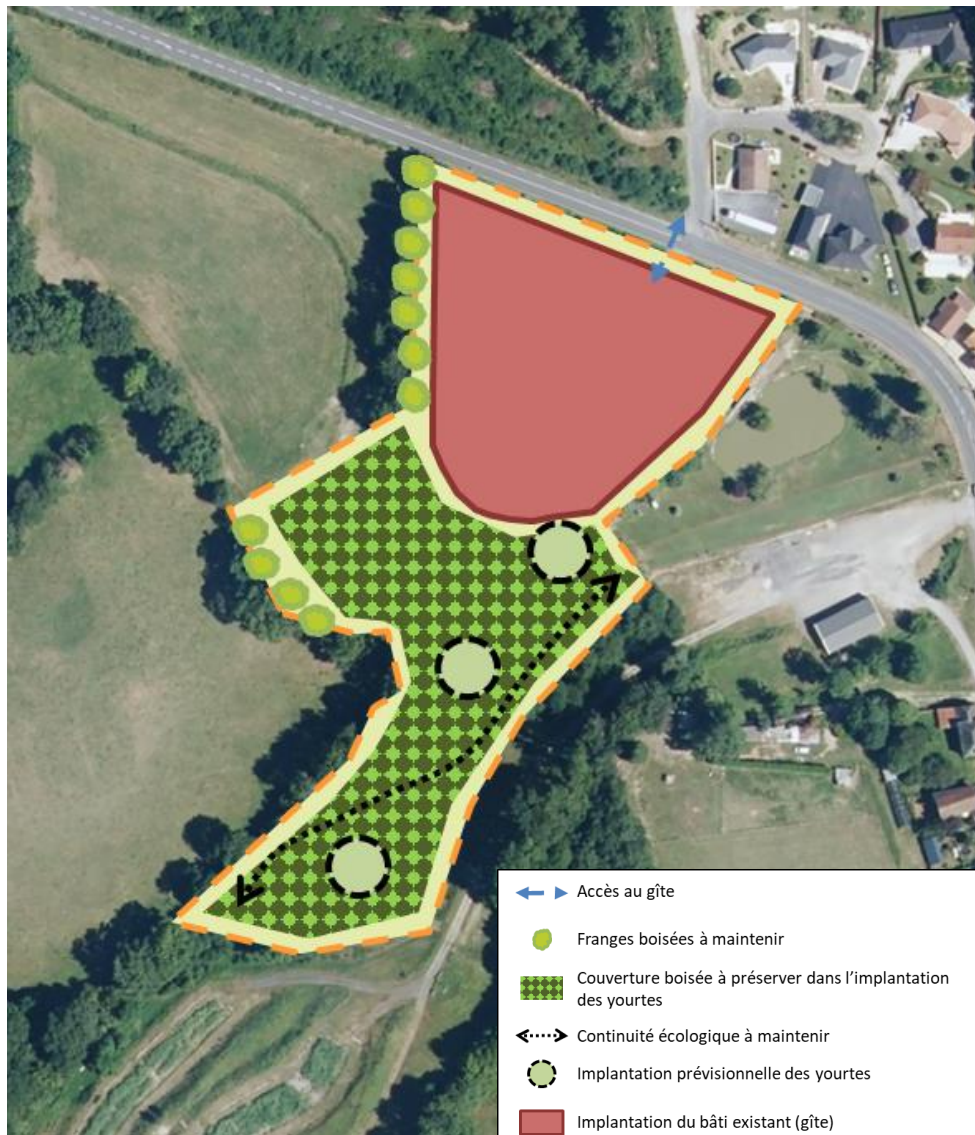 Accès au gîte
Franges boisées à maintenir
Couverture boisée à préserver dans l’implantation
des yourtes
Continuité écologique à maintenir
Implantation prévisionnelle des yourtes
Implantation du bâti existant (gîte)